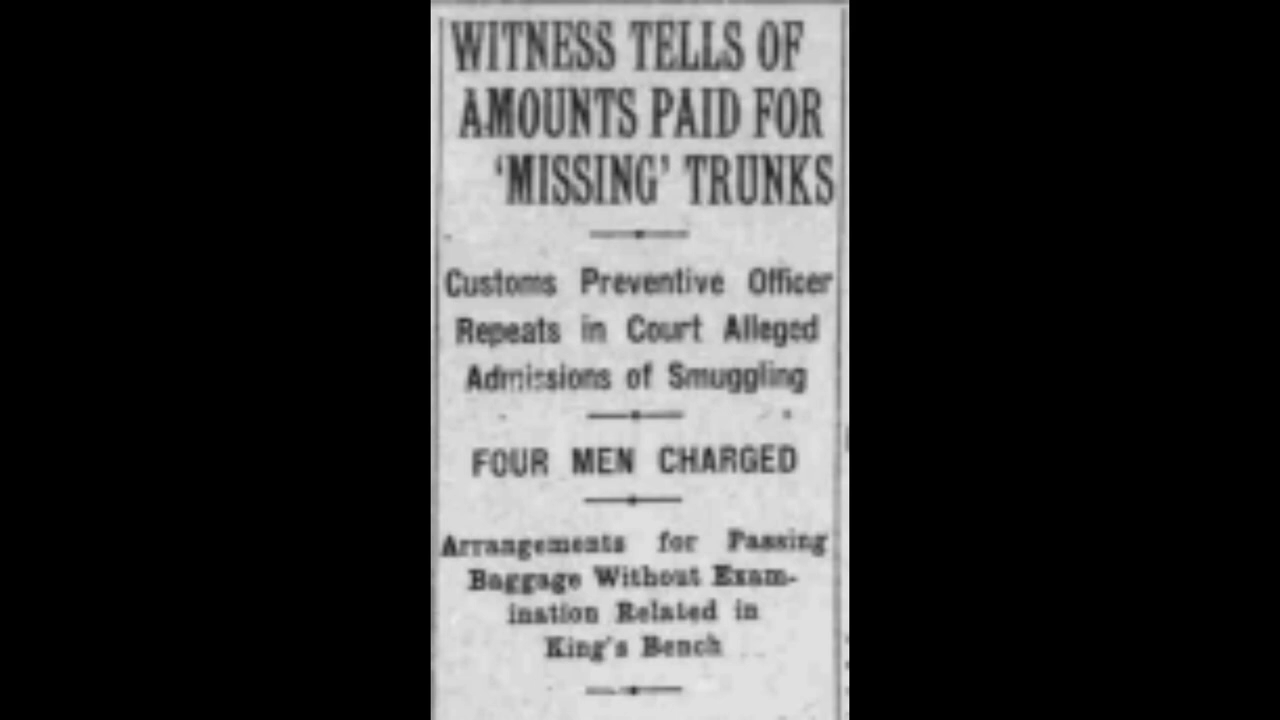 WITNESS TELLS OF
AMOUNTS PAID FOR
'MISSING' TRUNKS
Customs Preventive Officer
Repeats in Court Alleged
Admissions of Smuggling
FOUR MEN CHARGED
Arrangements for Passing
Baggage Without Exam-
ination Related in
King's Bench